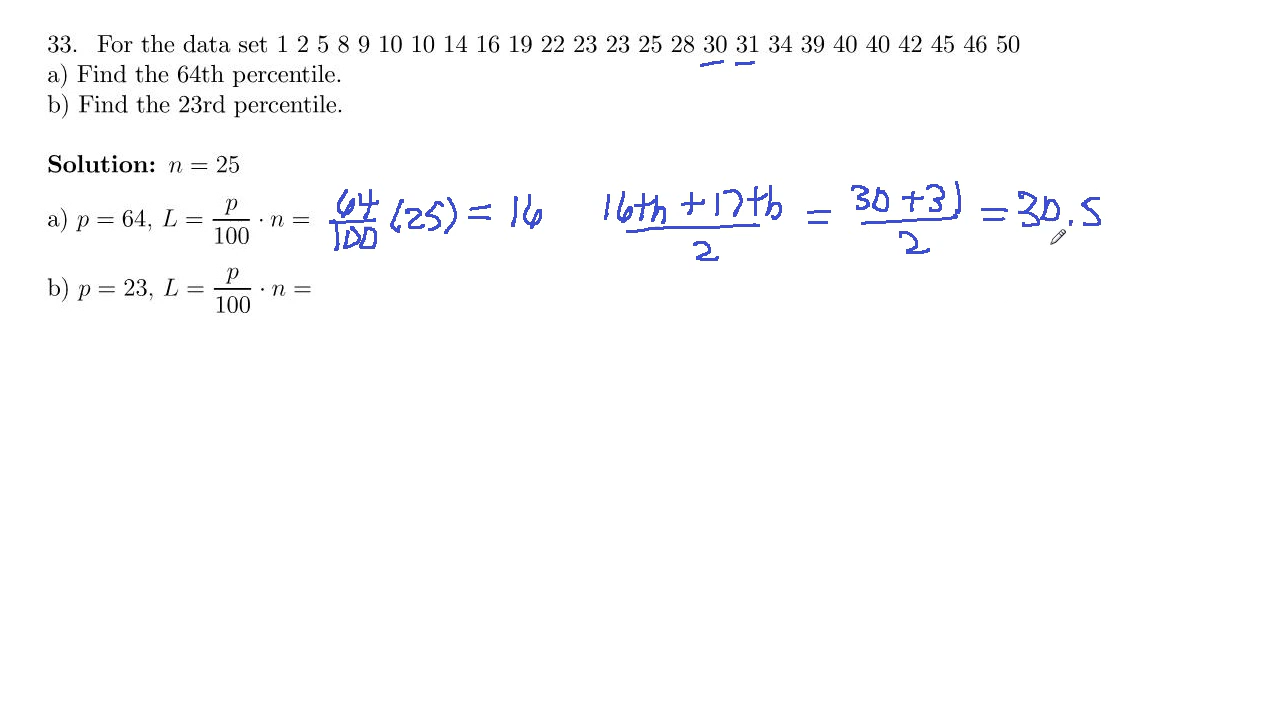 33. For the data set 1 2 5 8 9 10 10 14 16 19 22 23 23 25 28 30 31 34 39 40 40 42 45 46 50
a) Find the 64th percentile.
b) Find the 23rd percentile.
Solution: n = 25
a) p = 64, L = p/100 · n = 64/100 (25) = 16 16th + 17th/2 = 30 + 31/2 = 30.5
b) p = 23, L = p/100 · n =